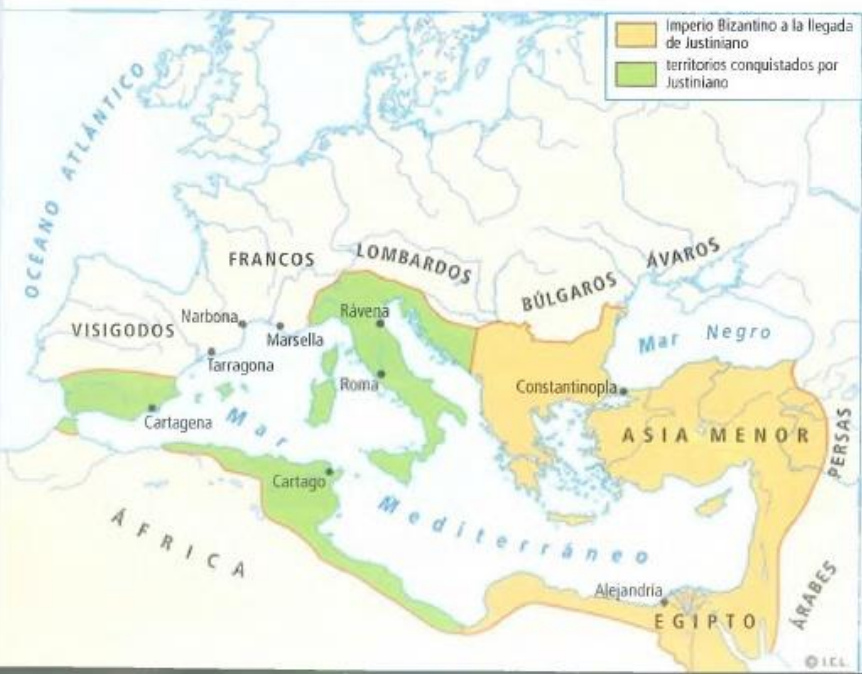 Imperio Bizantino a la llegada
de Justiniano
territorios conquistados por
Justiniano
OCÉANO ATLÁNTICO
FRANCOS
LOMBARDOS
BÚLGAROS
ÁVAROS
VISIGODOS
Narbona
Marsella
Tarragona
Rávena
Roma
Mar Negro
Constantinopla
Cartagena
ASIA MENOR
PERSAS
Cartago
Mar
Mediterráneo
ÁFRICA
Alejandría
EGIPTO
ÁRABES
© I.C.L.